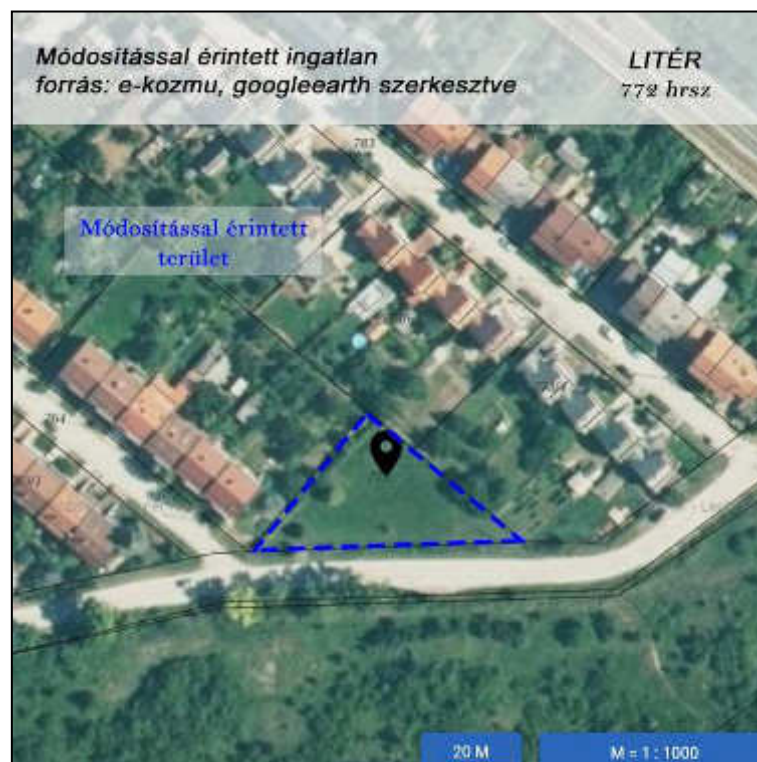 Módosítással érintett ingatlan
forrás: e-kozmu, googleearth szerkesztve
LITÉR
772 hrsz
783
Módosítással érintett
terület
764
20 M
M = 1 : 1000